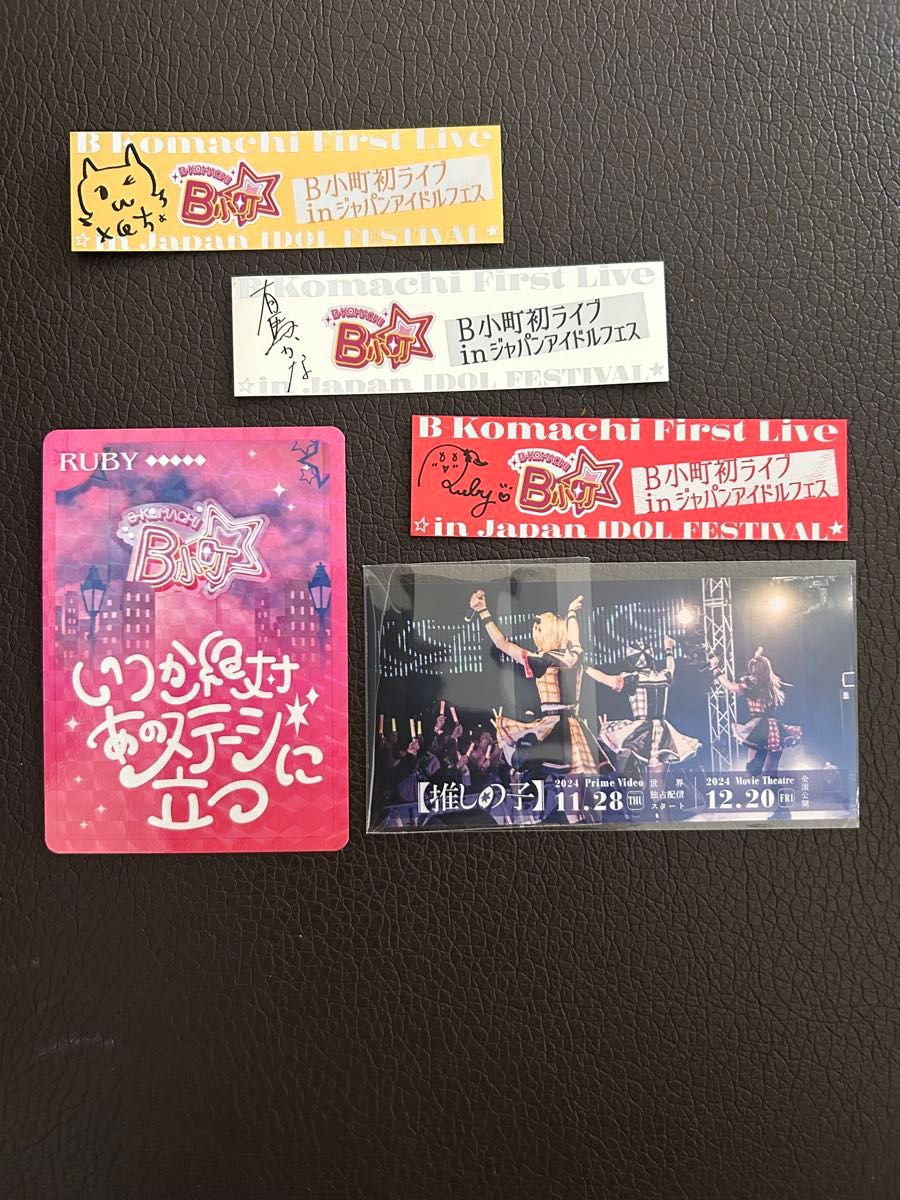 B Komachi First Live
B-KOMACHI
B小町
B小町初ライブ
inジャパンアイドルフェス
メむちょ
☆in Japan IDOL FESTIVAL★
B Komachi First Live
有馬かな
B-KOMACHI
B小町
B小町初ライブ
inジャパンアイドルフェス
☆in Japan IDOL FESTIVAL★
B Komachi First Live
Ruby
B-KOMACHI
B小町
B小町初ライブ
inジャパンアイドルフェス
☆in Japan IDOL FESTIVAL★
RUBY ◆◆◆◆◆
B-KOMACHI
B小町
いつか絶対
あのステージに
立つ
【推しの子】
2024 Prime Video
11.28 THU
世界
独占配信
スタート
2024 Movie Theatre
12.20 FRI
全国公開